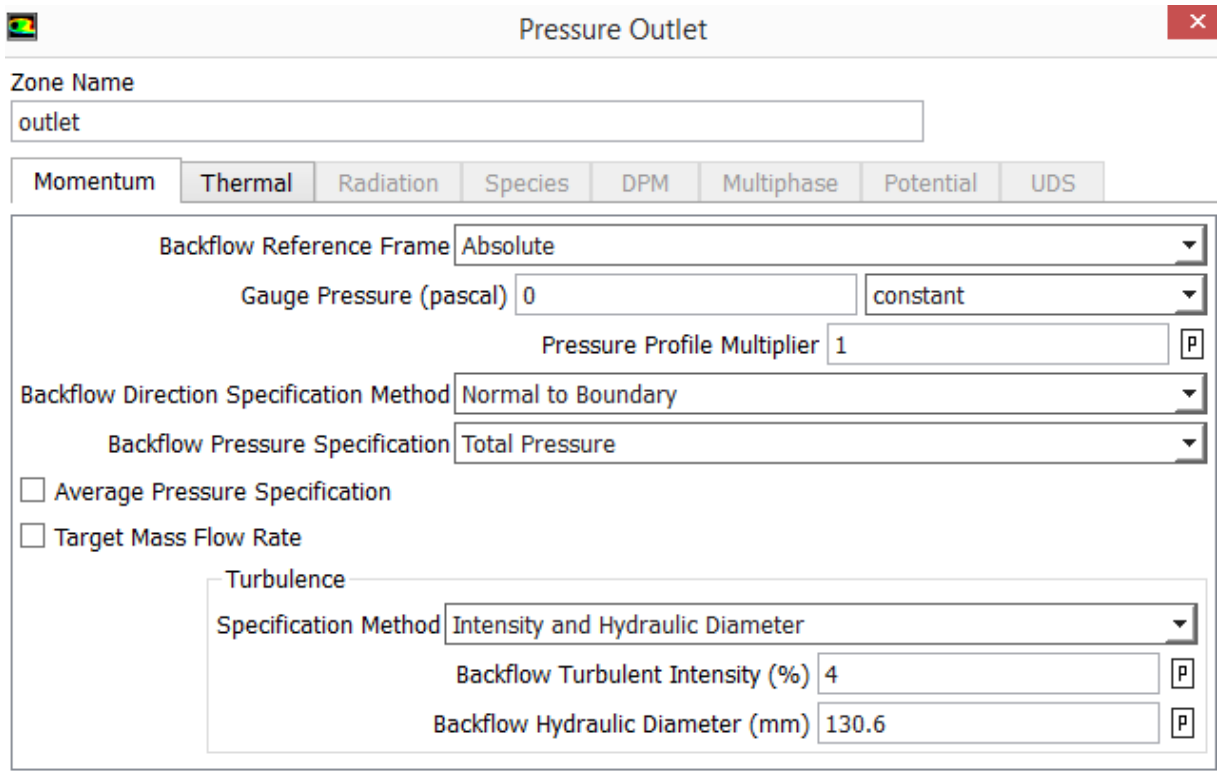 Pressure Outlet
Zone Name
outlet
Momentum Thermal Radiation Species DPM Multiphase Potential UDS
Backflow Reference Frame Absolute
Gauge Pressure (pascal) 0 constant
Pressure Profile Multiplier 1 P
Backflow Direction Specification Method Normal to Boundary
Backflow Pressure Specification Total Pressure
Average Pressure Specification
Target Mass Flow Rate
Turbulence
Specification Method Intensity and Hydraulic Diameter
Backflow Turbulent Intensity (%) 4 P
Backflow Hydraulic Diameter (mm) 130.6 P